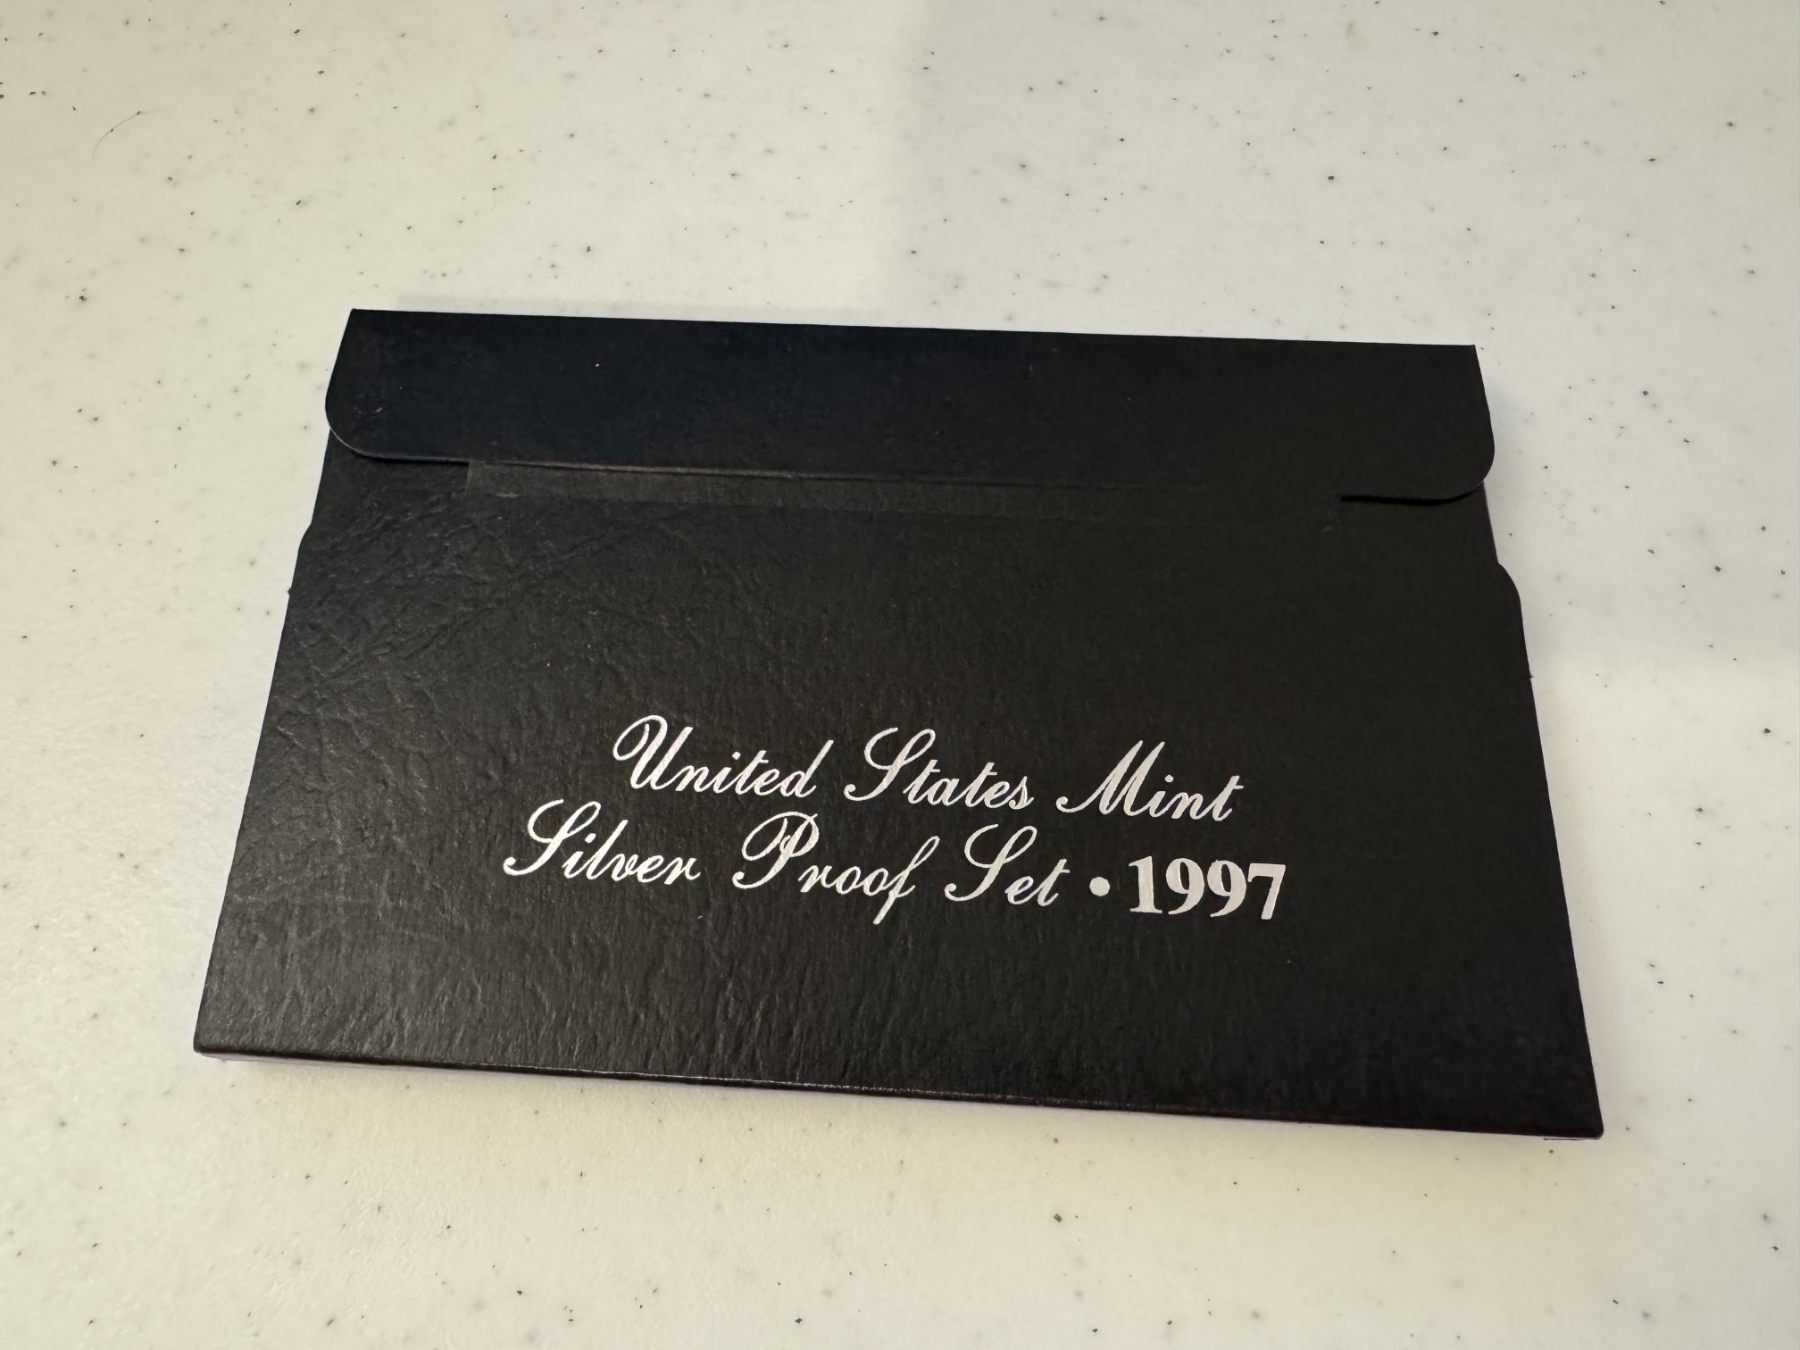 United States Mint
Silver Proof Set • 1997